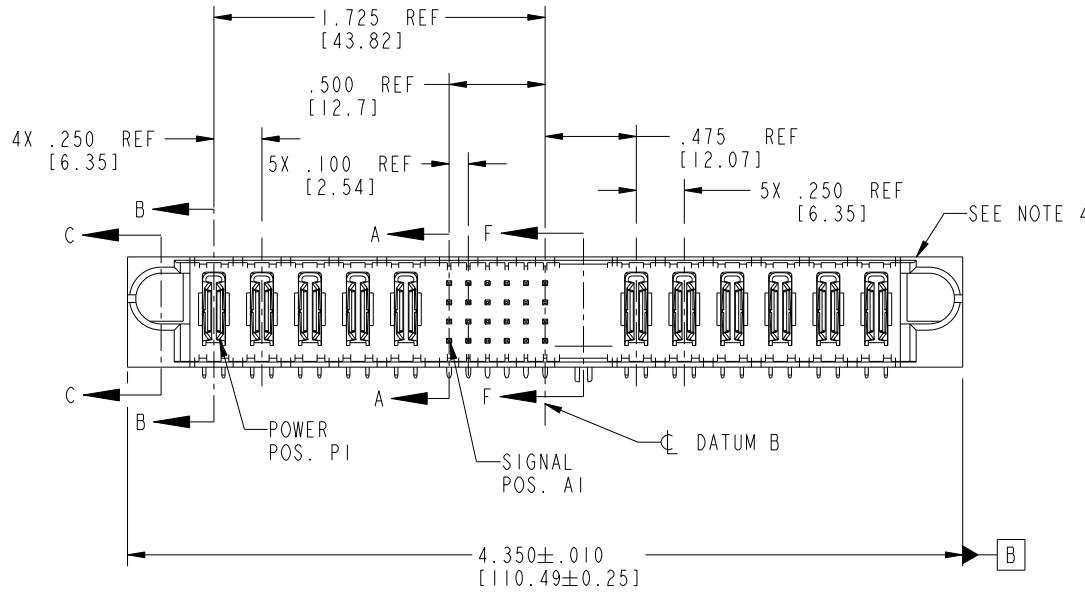 1.725 REF
[43.82]
.500 REF
[12.7]
4X .250 REF
[6.35]
5X .100 REF
[2.54]
.475 REF
[12.07]
5X .250 REF
[6.35]
B
C
A
F
SEE NOTE 4
C
B
A
F
POWER
POS. P1
SIGNAL
POS. A1
℄ DATUM B
4.350±.010
[110.49±0.25]
B